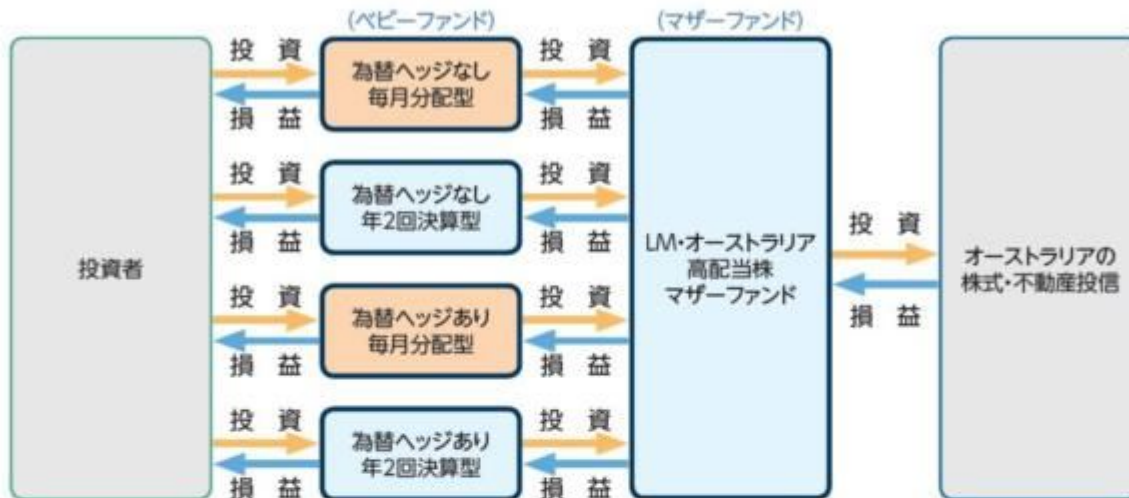 (ベビーファンド)
(マザーファンド)
投資者
投 資
損 益
為替ヘッジなし
毎月分配型
投 資
損 益
投 資
損 益
為替ヘッジなし
年2回決算型
投 資
損 益
投 資
損 益
為替ヘッジあり
毎月分配型
投 資
損 益
投 資
損 益
為替ヘッジあり
年2回決算型
投 資
損 益
LM・オーストラリア
高配当株
マザーファンド
投 資
損 益
オーストラリアの
株式・不動産投信